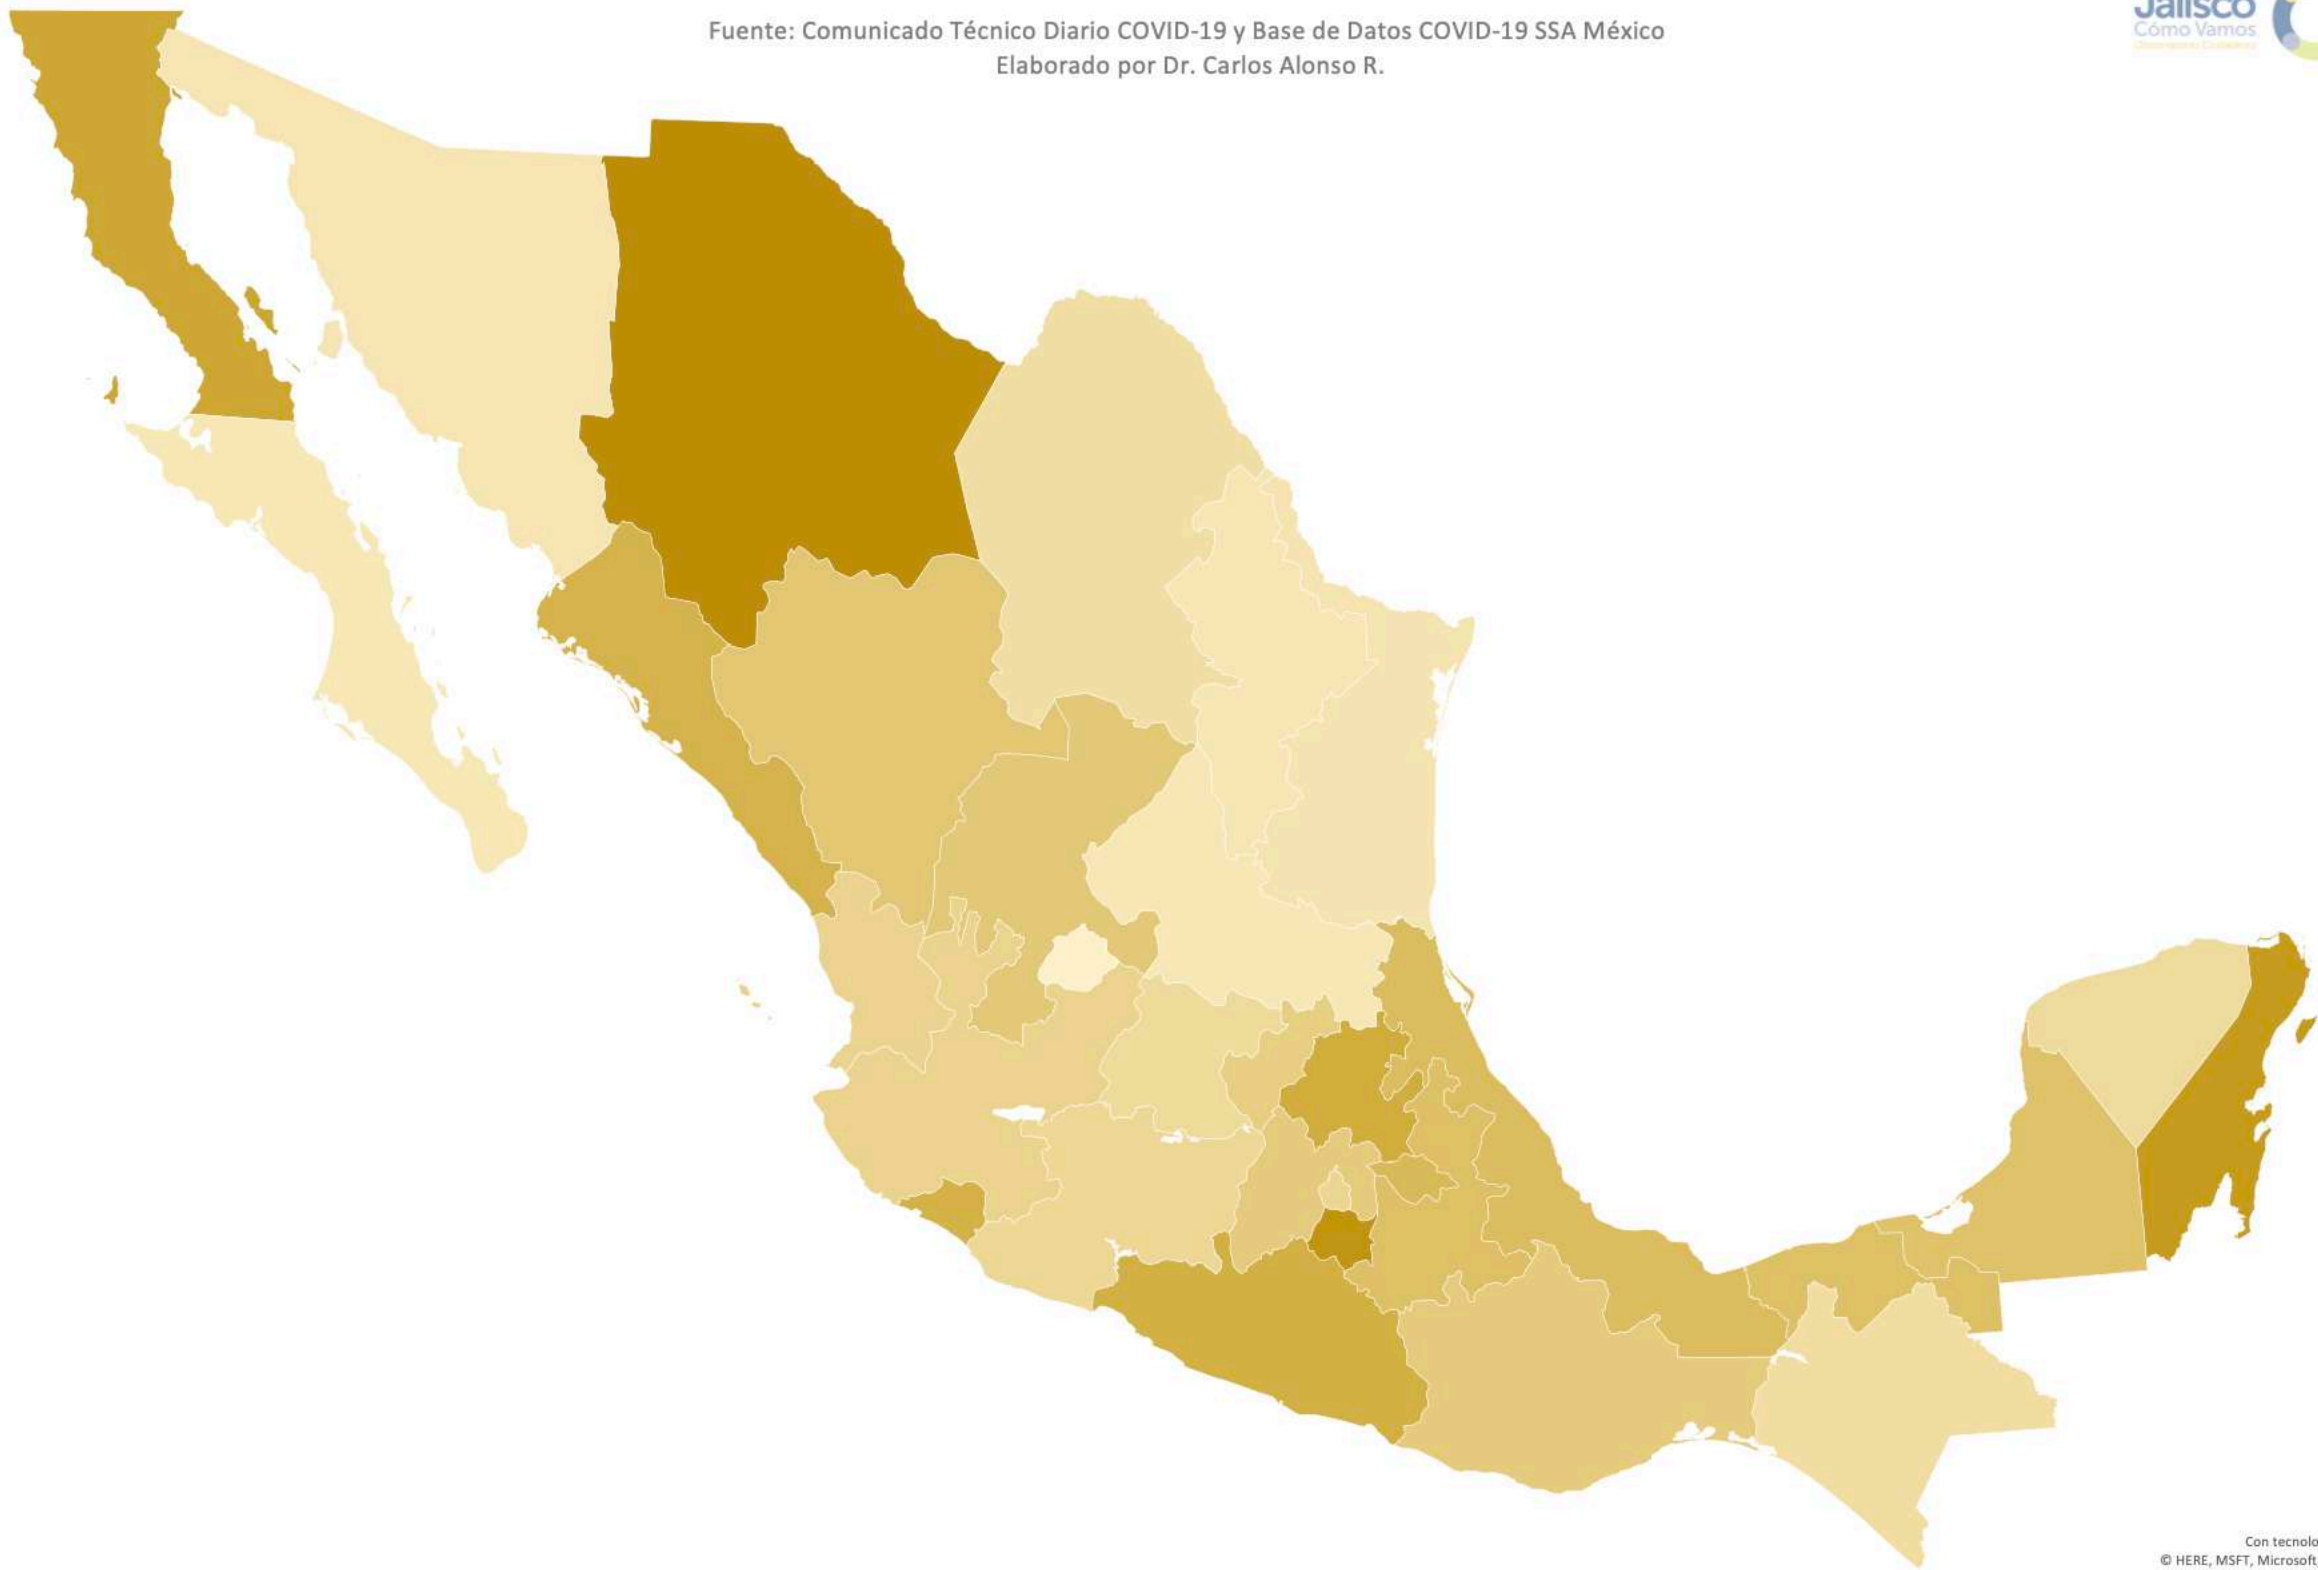 Fuente: Comunicado Técnico Diario COVID-19 y Base de Datos COVID-19 SSA México
Elaborado por Dr. Carlos Alonso R.
Jalisco
Cómo Vamos
Con tecnolo
© HERE, MSFT, Microsoft